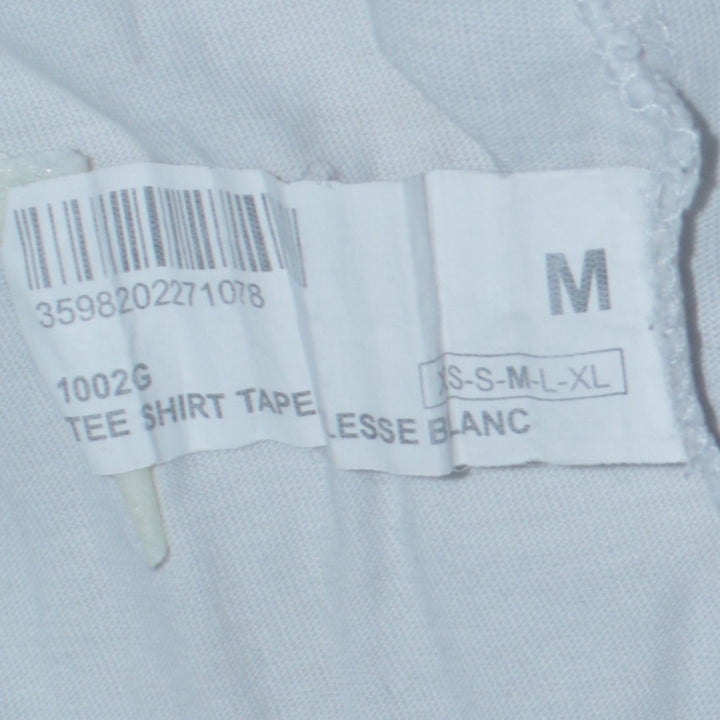 3598202271078
M
1002G
XS-S-M-L-XL
TEE SHIRT TAPE LESSE BLANC